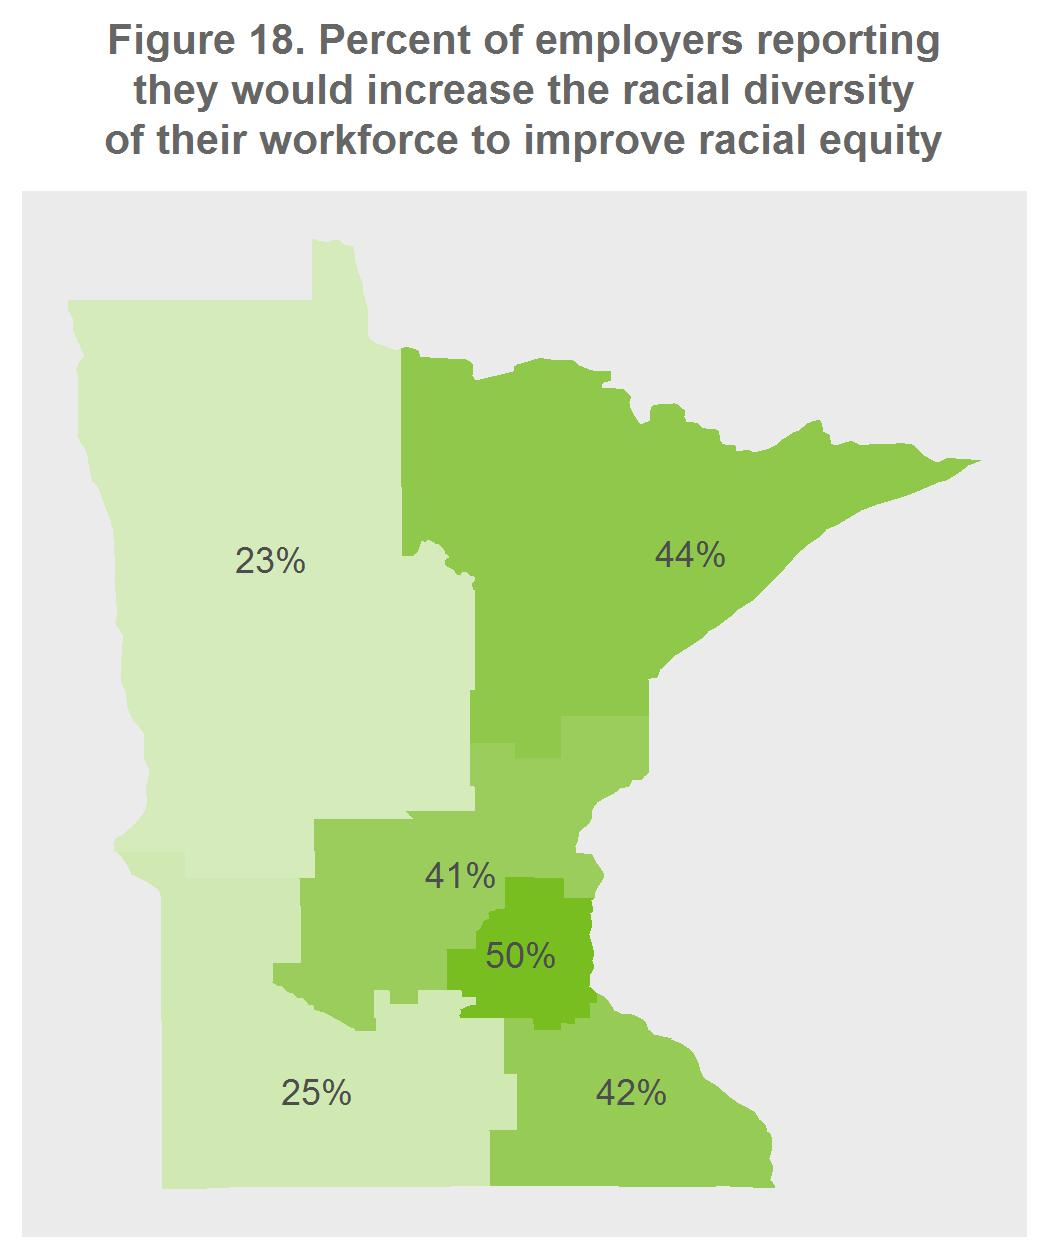 Figure 18. Percent of employers reporting
they would increase the racial diversity
of their workforce to improve racial equity
23%
44%
41%
50%
25%
42%